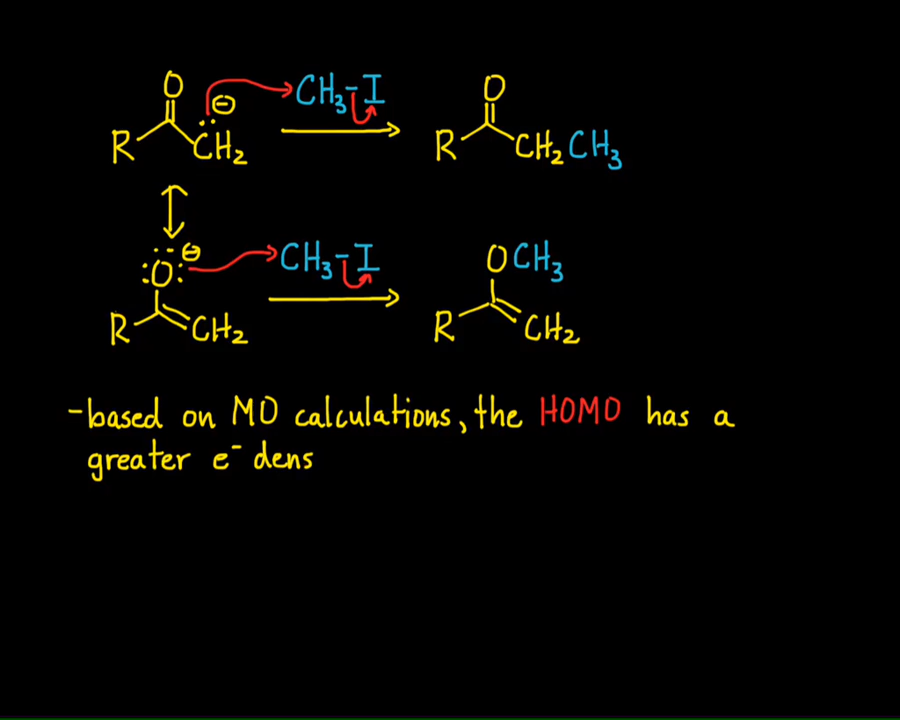 O
⊖
CH₃-I
O
R
CH₂
R
CH₂CH₃
:Ö: ⊖
CH₃-I
OCH₃
R
CH₂
R
CH₂
-based on MO calculations, the HOMO has a
greater e⁻ dens